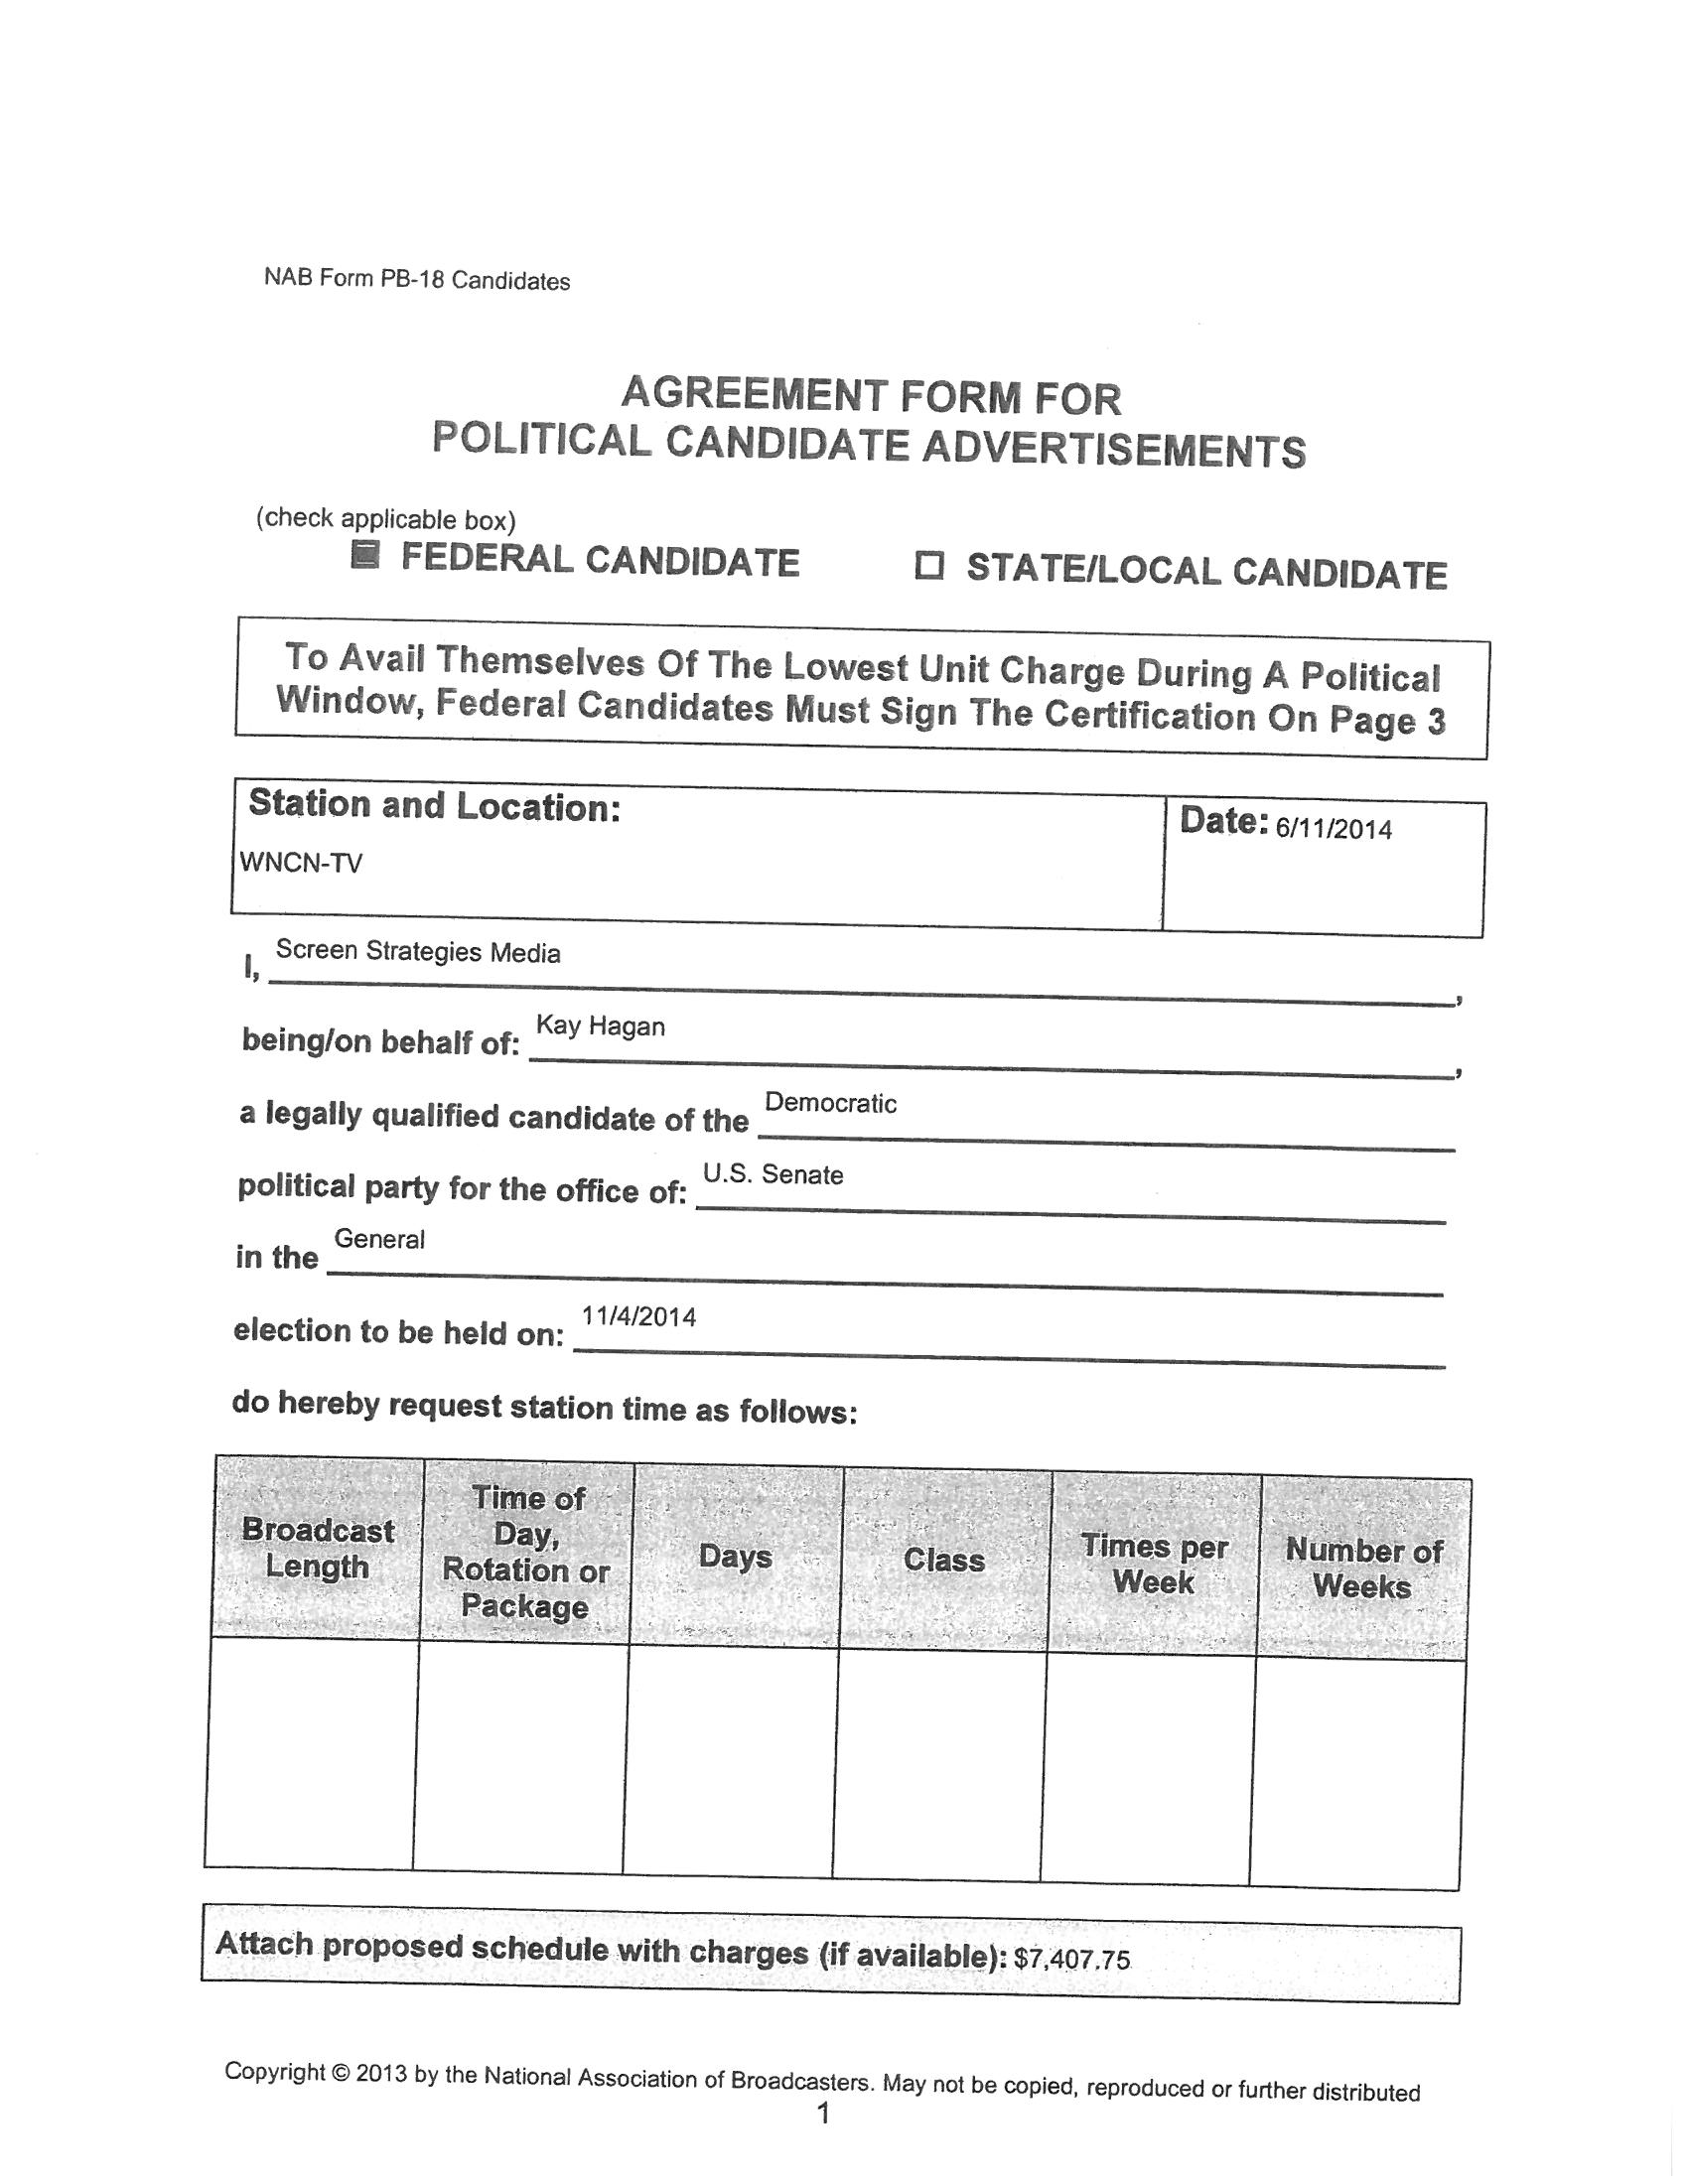 NAB Form PB-18 Candidates
AGREEMENT FORM FOR
POLITICAL CANDIDATE ADVERTISEMENTS
(check applicable box)
FEDERAL CANDIDATE ☐ STATE/LOCAL CANDIDATE
To Avail Themselves Of The Lowest Unit Charge During A Political
Window, Federal Candidates Must Sign The Certification On Page 3
Station and Location: Date: 6/11/2014
WNCN-TV
I, Screen Strategies Media,
being/on behalf of: Kay Hagan,
a legally qualified candidate of the Democratic
political party for the office of: U.S. Senate
in the General
election to be held on: 11/4/2014
do hereby request station time as follows:
Broadcast
Length
Time of
Day,
Rotation or
Package
Days
Class
Times per
Week
Number of
Weeks
Attach proposed schedule with charges (if available): $7,407.75
Copyright © 2013 by the National Association of Broadcasters. May not be copied, reproduced or further distributed
1